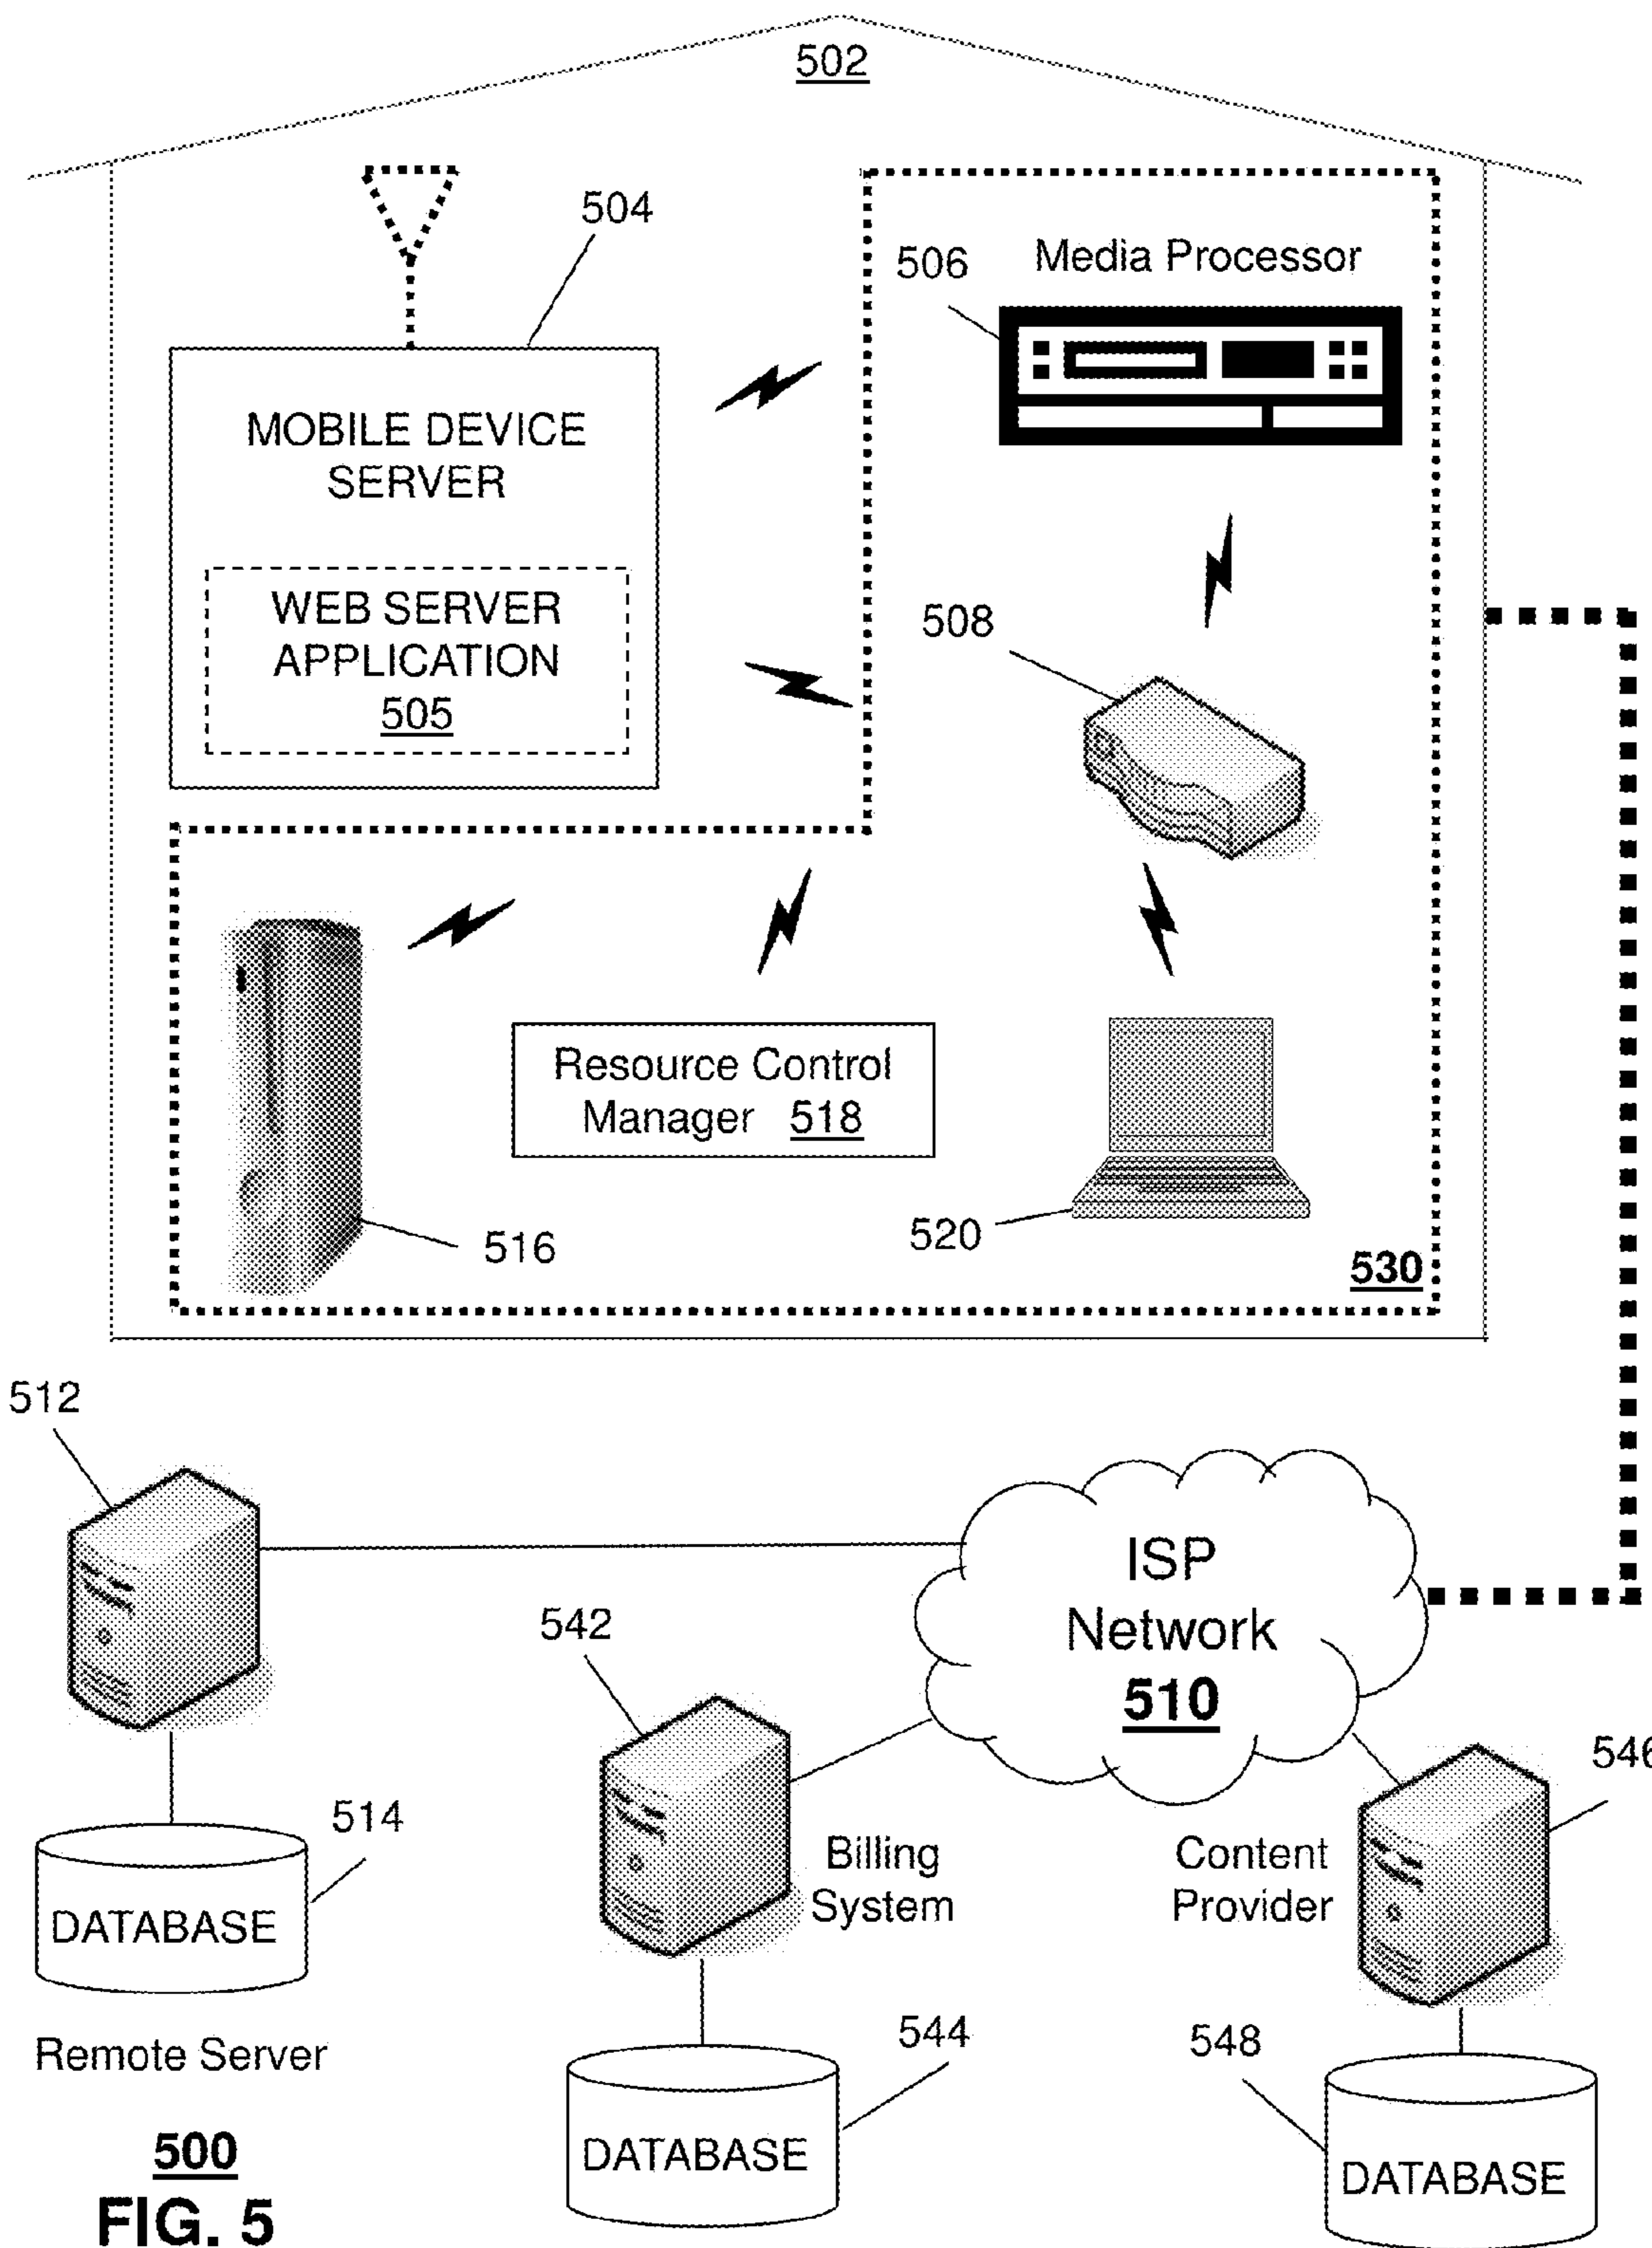 502
504
506
Media Processor
MOBILE DEVICE
SERVER
WEB SERVER
APPLICATION
505
508
Resource Control
Manager 518
516
520
530
512
ISP
Network
510
542
546
514
Billing
System
Content
Provider
DATABASE
Remote Server
544
548
DATABASE
DATABASE
500
FIG. 5